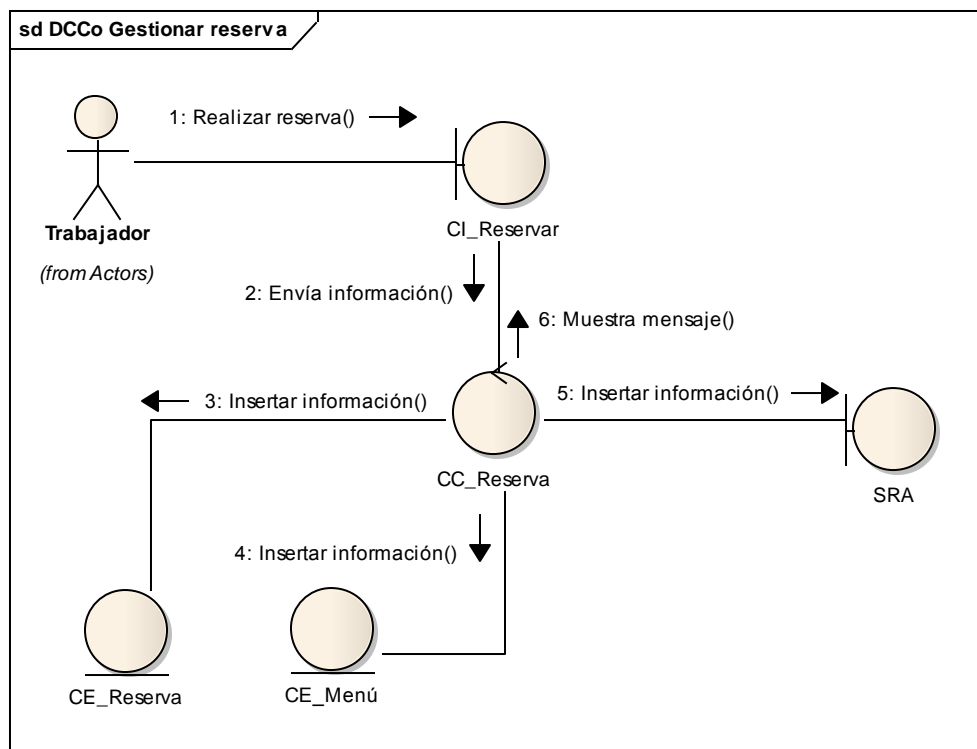 sd DCCo Gestionar reserva
1: Realizar reserva()
Trabajador
(from Actors)
CI_Reservar
2: Envía información()
6: Muestra mensaje()
3: Insertar información()
5: Insertar información()
CC_Reserva
SRA
4: Insertar información()
CE_Reserva
CE_Menú